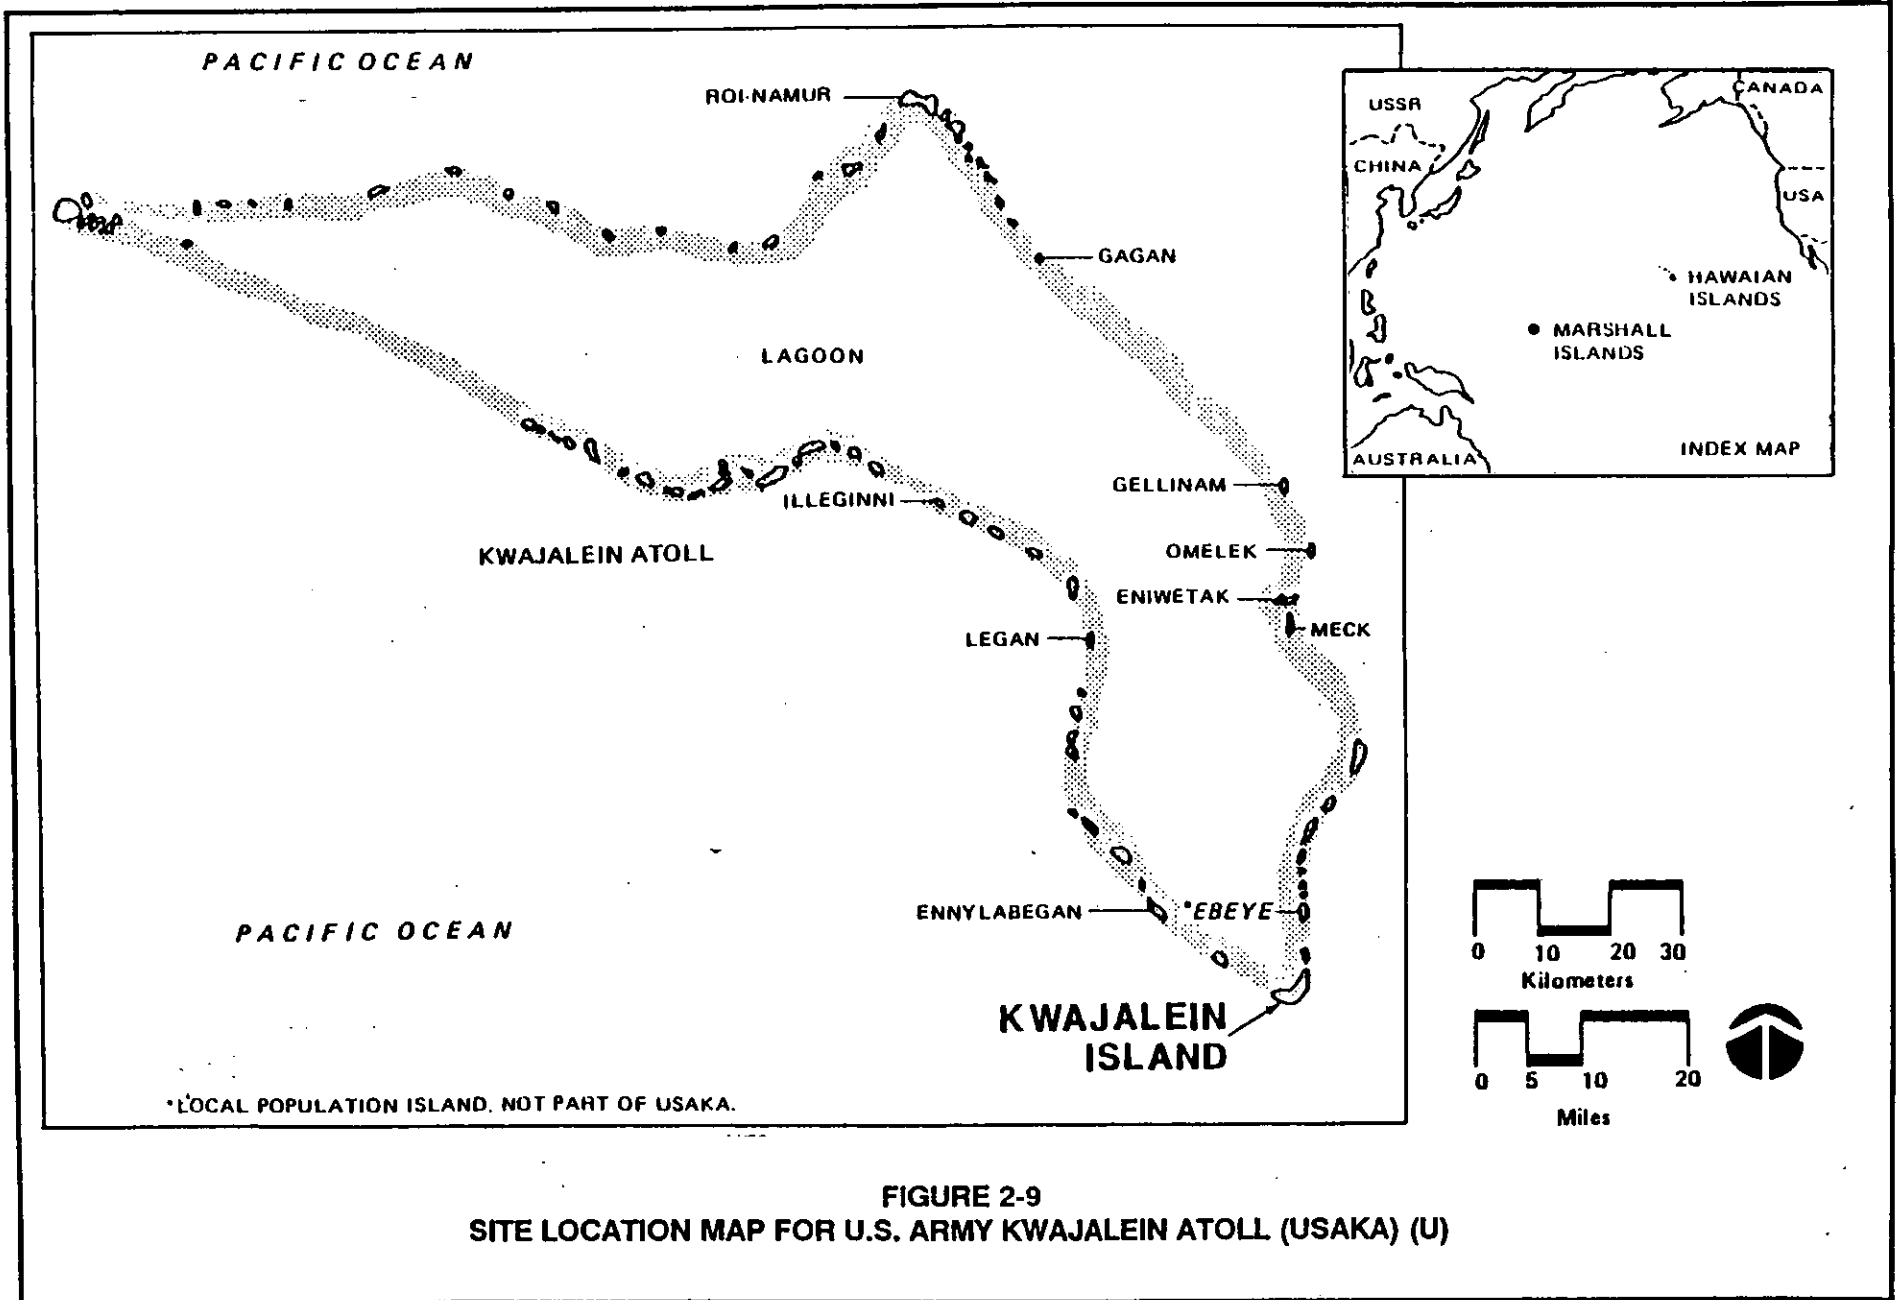 PACIFIC OCEAN
ROI-NAMUR
GAGAN
LAGOON
GELLINAM
ILLEGINNI
OMELEK
KWAJALEIN ATOLL
ENIWETAK
MECK
LEGAN
ENNYLABEGAN
*EBEYE
PACIFIC OCEAN
KWAJALEIN
ISLAND
*LOCAL POPULATION ISLAND, NOT PART OF USAKA.
USSR
CANADA
CHINA
USA
HAWAIAN
ISLANDS
MARSHALL
ISLANDS
AUSTRALIA
INDEX MAP
0 10 20 30
Kilometers
0 5 10 20
Miles
FIGURE 2-9
SITE LOCATION MAP FOR U.S. ARMY KWAJALEIN ATOLL (USAKA) (U)